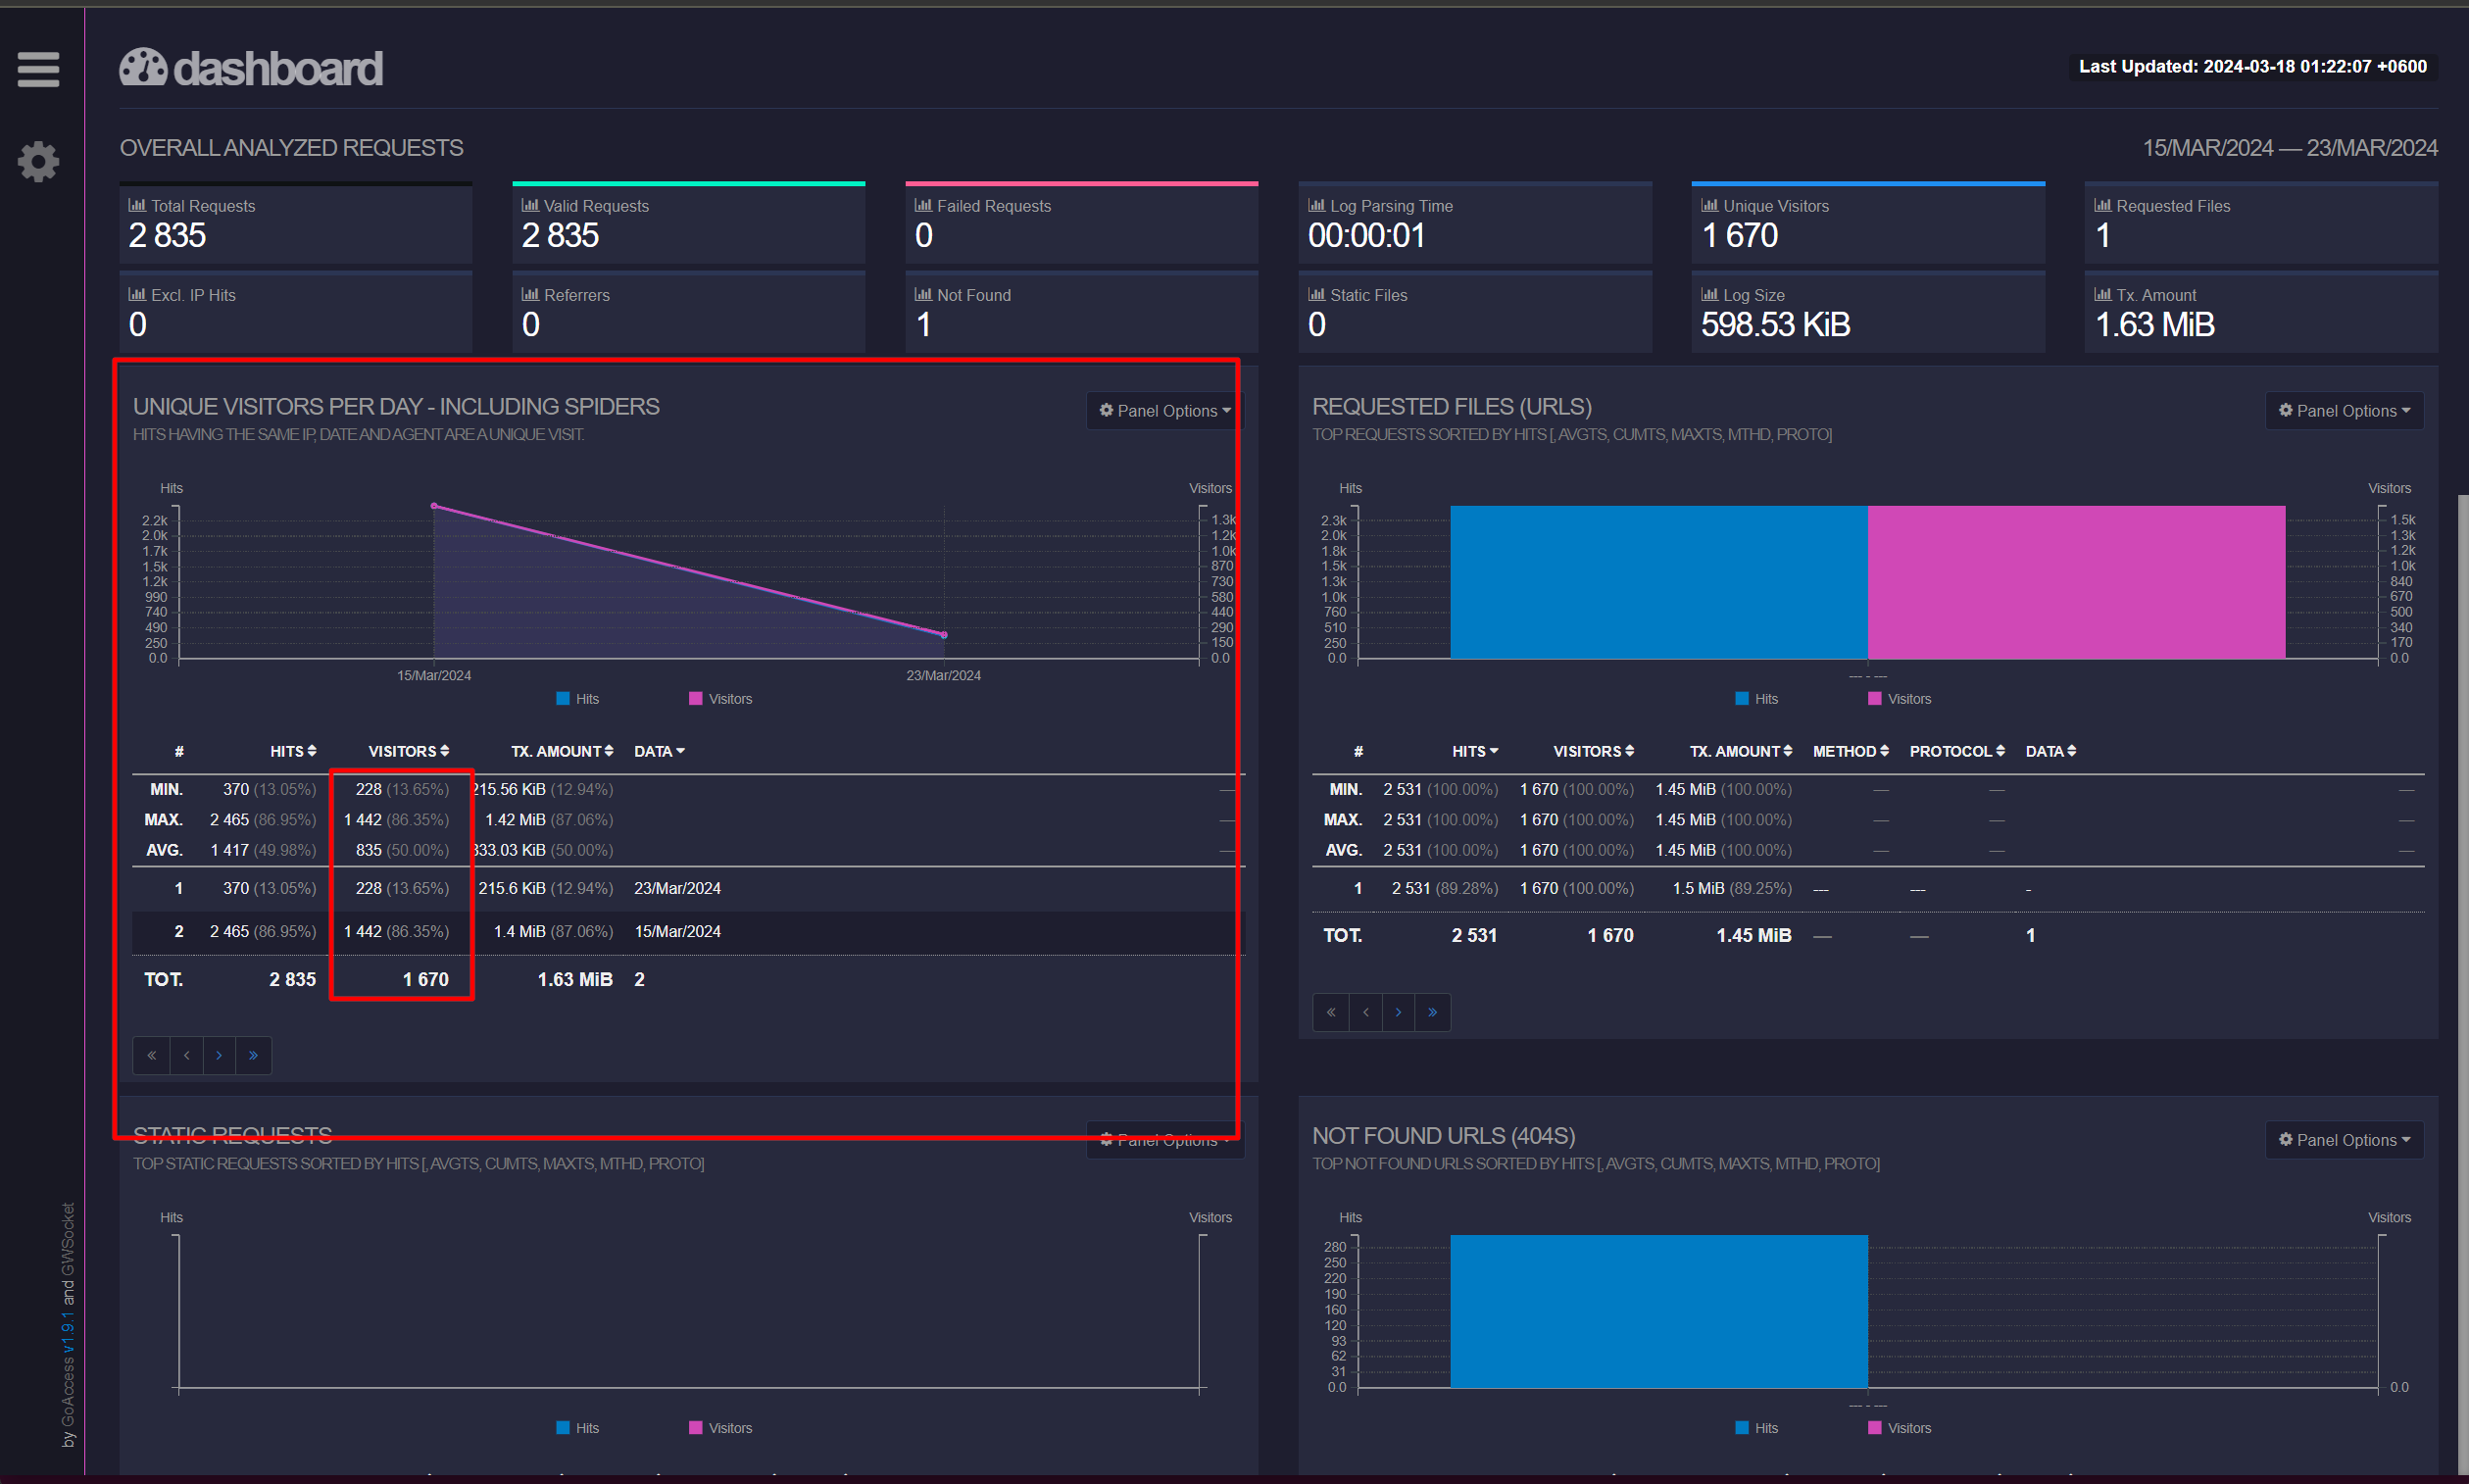 dashboard
Last Updated: 2024-03-18 01:22:07 +0600
OVERALL ANALYZED REQUESTS
15/MAR/2024 — 23/MAR/2024
Total Requests
2 835
Valid Requests
2 835
Failed Requests
0
Log Parsing Time
00:00:01
Unique Visitors
1 670
Requested Files
1
Excl. IP Hits
0
Referrers
0
Not Found
1
Static Files
0
Log Size
598.53 KiB
Tx. Amount
1.63 MiB
UNIQUE VISITORS PER DAY - INCLUDING SPIDERS
Panel Options
HITS HAVING THE SAME IP, DATE AND AGENT ARE A UNIQUE VISIT.
Hits
Visitors
2.2k
2.0k
1.7k
1.5k
1.2k
990
740
490
250
0.0
1.3k
1.2k
1.0k
870
730
580
440
290
150
0.0
15/Mar/2024
23/Mar/2024
Hits
Visitors
# HITS VISITORS TX. AMOUNT DATA
MIN. 370 (13.05%) 228 (13.65%) 215.56 KiB (12.94%) —
MAX. 2 465 (86.95%) 1 442 (86.35%) 1.42 MiB (87.06%) —
AVG. 1 417 (49.98%) 835 (50.00%) 833.03 KiB (50.00%) —
1 370 (13.05%) 228 (13.65%) 215.6 KiB (12.94%) 23/Mar/2024
2 2 465 (86.95%) 1 442 (86.35%) 1.4 MiB (87.06%) 15/Mar/2024
TOT. 2 835 1 670 1.63 MiB 2
« ‹ › »
REQUESTED FILES (URLS)
Panel Options
TOP REQUESTS SORTED BY HITS [, AVGTS, CUMTS, MAXTS, MTHD, PROTO]
Hits
Visitors
2.3k
2.0k
1.8k
1.5k
1.3k
1.0k
760
510
250
0.0
1.5k
1.3k
1.2k
1.0k
840
670
500
340
170
0.0
--- - ---
Hits
Visitors
# HITS VISITORS TX. AMOUNT METHOD PROTOCOL DATA
MIN. 2 531 (100.00%) 1 670 (100.00%) 1.45 MiB (100.00%) — — —
MAX. 2 531 (100.00%) 1 670 (100.00%) 1.45 MiB (100.00%) — — —
AVG. 2 531 (100.00%) 1 670 (100.00%) 1.45 MiB (100.00%) — — —
1 2 531 (89.28%) 1 670 (100.00%) 1.5 MiB (89.25%) --- --- -
TOT. 2 531 1 670 1.45 MiB — — 1
« ‹ › »
STATIC REQUESTS
Panel Options
TOP STATIC REQUESTS SORTED BY HITS [, AVGTS, CUMTS, MAXTS, MTHD, PROTO]
Hits
Visitors
Hits
Visitors
NOT FOUND URLS (404S)
Panel Options
TOP NOT FOUND URLS SORTED BY HITS [, AVGTS, CUMTS, MAXTS, MTHD, PROTO]
Hits
Visitors
280
250
220
190
160
120
93
62
31
0.0
0.0
--- - ---
Hits
Visitors
by GoAccess v1.9.1 and GWSocket